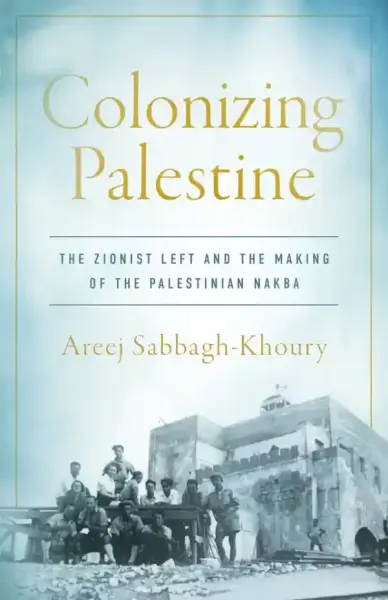 Colonizing
Palestine
THE ZIONIST LEFT AND THE MAKING
OF THE PALESTINIAN NAKBA
Areej Sabbagh-Khoury